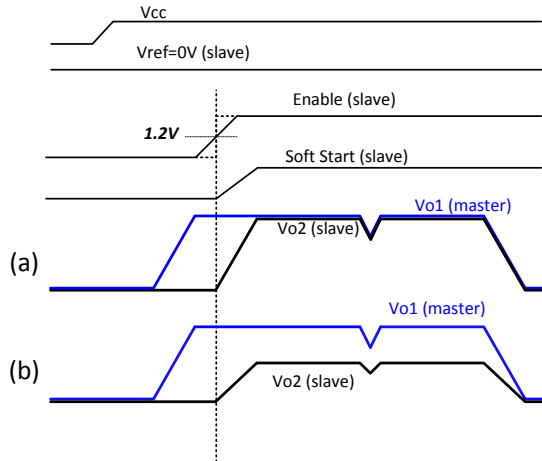 Vcc
Vref=0V (slave)
Enable (slave)
1.2V
Soft Start (slave)
Vo1 (master)
Vo2 (slave)
(a)
Vo1 (master)
(b)
Vo2 (slave)